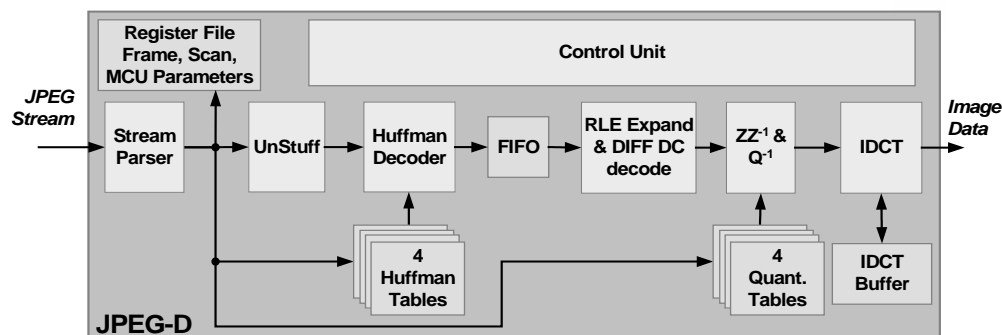 Register File
Frame, Scan,
MCU Parameters
Control Unit
JPEG
Stream
Image
Data
Stream
Parser
UnStuff
Huffman
Decoder
FIFO
RLE Expand
& DIFF DC
decode
ZZ⁻¹ &
Q⁻¹
IDCT
4
Huffman
Tables
4
Quant.
Tables
IDCT
Buffer
JPEG-D